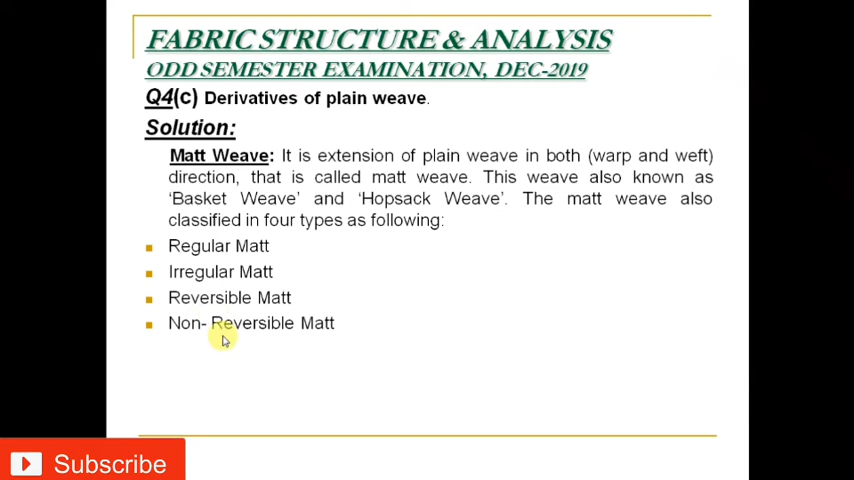 FABRIC STRUCTURE & ANALYSIS
ODD SEMESTER EXAMINATION, DEC-2019
Q4(c) Derivatives of plain weave.
Solution:
Matt Weave: It is extension of plain weave in both (warp and weft)
direction, that is called matt weave. This weave also known as
‘Basket Weave’ and ‘Hopsack Weave’. The matt weave also
classified in four types as following:
Regular Matt
Irregular Matt
Reversible Matt
Non- Reversible Matt
Subscribe